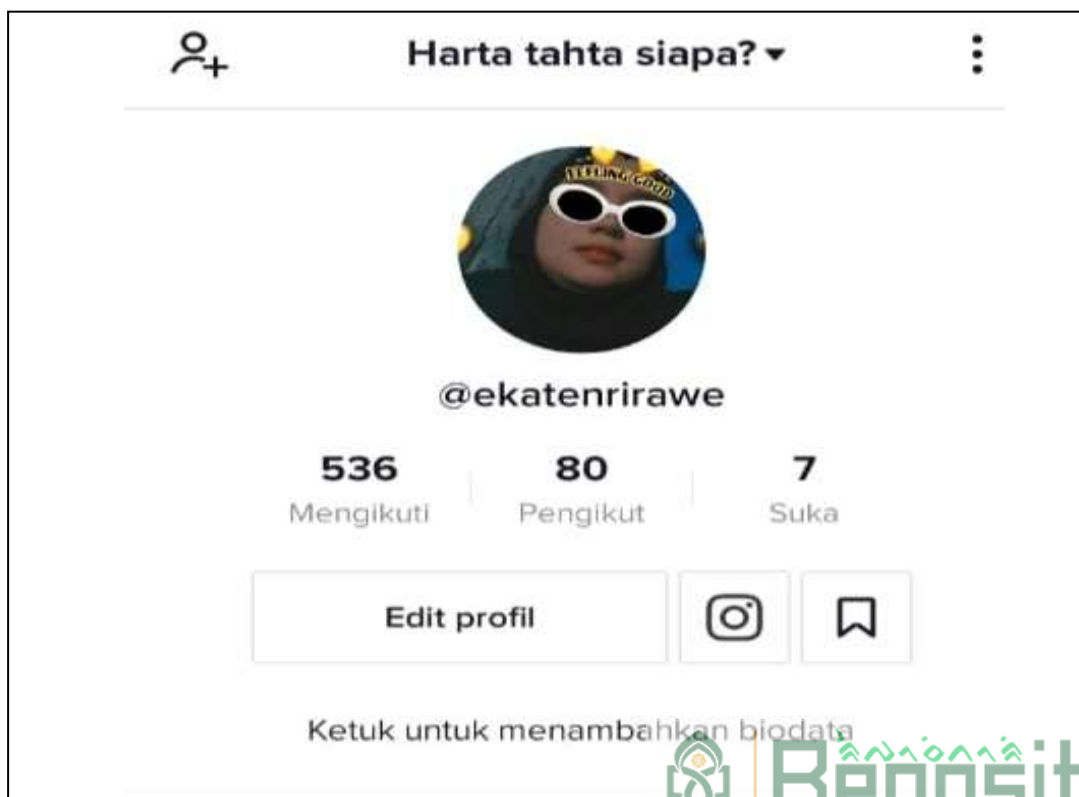 Harta tahta siapa?
FEELING GOOD
@ekatenrirawe
536 80 7
Mengikuti Pengikut Suka
Edit profil
Ketuk untuk menambahkan biodata